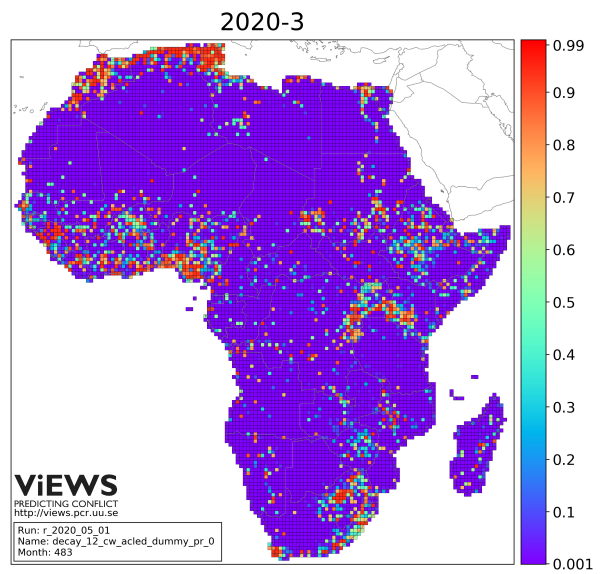 2020-3
0.99
0.9
0.8
0.7
0.6
0.5
0.4
0.3
0.2
0.1
0.001
ViEWS
PREDICTING CONFLICT
http://views.pcr.uu.se
Run: r_2020_05_01
Name: decay_12_cw_acled_dummy_pr_0
Month: 483